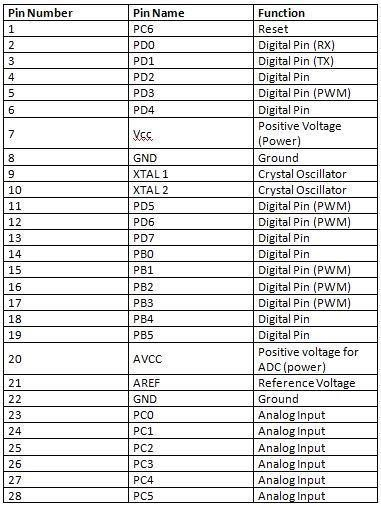 Pin Number Pin Name Function
1 PC6 Reset
2 PD0 Digital Pin (RX)
3 PD1 Digital Pin (TX)
4 PD2 Digital Pin
5 PD3 Digital Pin (PWM)
6 PD4 Digital Pin
7 Vcc Positive Voltage
(Power)
8 GND Ground
9 XTAL 1 Crystal Oscillator
10 XTAL 2 Crystal Oscillator
11 PD5 Digital Pin (PWM)
12 PD6 Digital Pin (PWM)
13 PD7 Digital Pin
14 PB0 Digital Pin
15 PB1 Digital Pin (PWM)
16 PB2 Digital Pin (PWM)
17 PB3 Digital Pin (PWM)
18 PB4 Digital Pin
19 PB5 Digital Pin
20 AVCC Positive voltage for
ADC (power)
21 AREF Reference Voltage
22 GND Ground
23 PC0 Analog Input
24 PC1 Analog Input
25 PC2 Analog Input
26 PC3 Analog Input
27 PC4 Analog Input
28 PC5 Analog Input